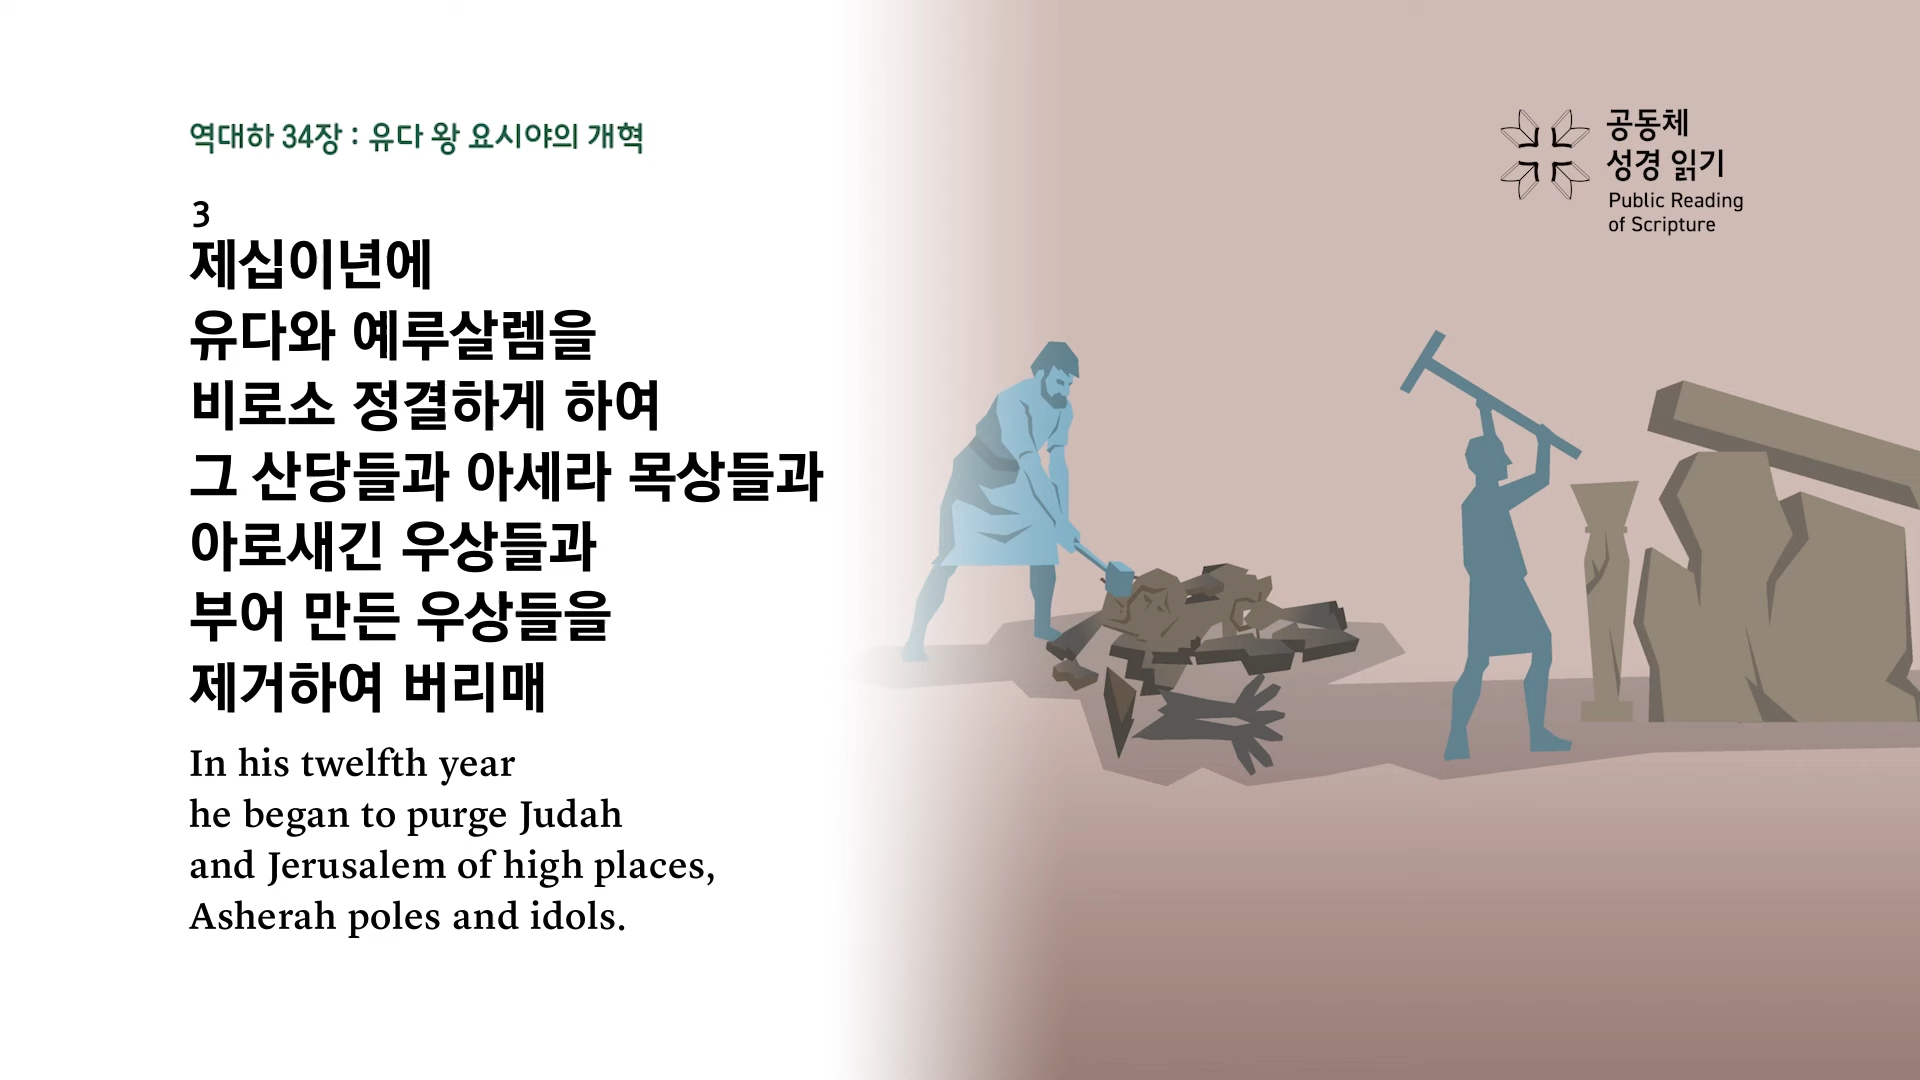 역대하 34장 : 유다 왕 요시야의 개혁
3
제십이년에
유다와 예루살렘을
비로소 정결하게 하여
그 산당들과 아세라 목상들과
아로새긴 우상들과
부어 만든 우상들을
제거하여 버리매
In his twelfth year
he began to purge Judah
and Jerusalem of high places,
Asherah poles and idols.
공동체
성경 읽기
Public Reading
of Scripture